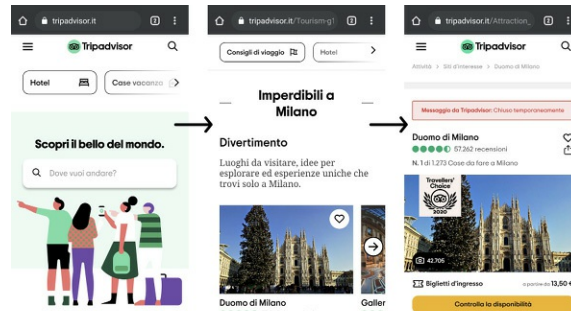 tripadvisor.it
2
Tripadvisor
Hotel
Case vacanza
Scopri il bello del mondo.
Dove vuoi andare?
tripadvisor.it/Tourism-g1
2
Consigli di viaggio
Hotel
Imperdibili a
Milano
Divertimento
Luoghi da visitare, idee per
esplorare ed esperienze uniche che
trovi solo a Milano.
Duomo di Milano
Galler
tripadvisor.it/Attraction_
2
Tripadvisor
Attività > Siti d'interesse > Duomo di Milano
Messaggio da Tripadvisor: Chiuso temporaneamente
Duomo di Milano
57.262 recensioni
N. 1 di 1.273 Cose da fare a Milano
Travellers'
Choice
2020
42.705
Biglietti d'ingresso
a partire da 13,50 €
Controlla la disponibilità